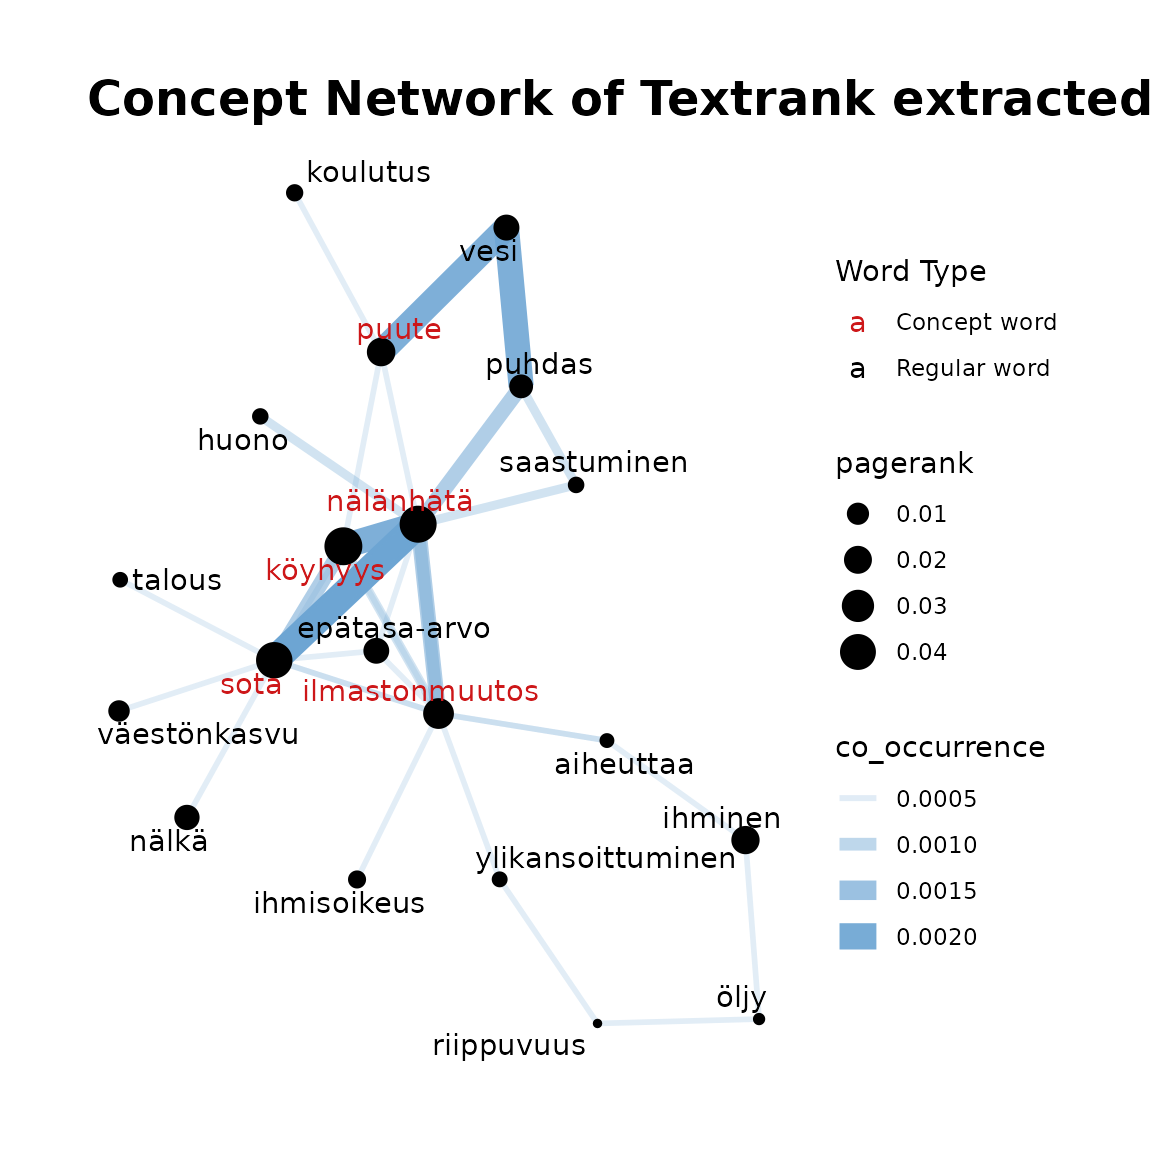 Concept Network of Textrank extracted
koulutus
vesi
puute
puhdas
huono
saastuminen
nälänhätä
köyhyys
talous
epätasa-arvo
sota
ilmastonmuutos
väestönkasvu
aiheuttaa
ihminen
nälkä
ylikansoittuminen
ihmisoikeus
öljy
riippuvuus
Word Type
a Concept word
a Regular word
pagerank
0.01
0.02
0.03
0.04
co_occurrence
0.0005
0.0010
0.0015
0.0020